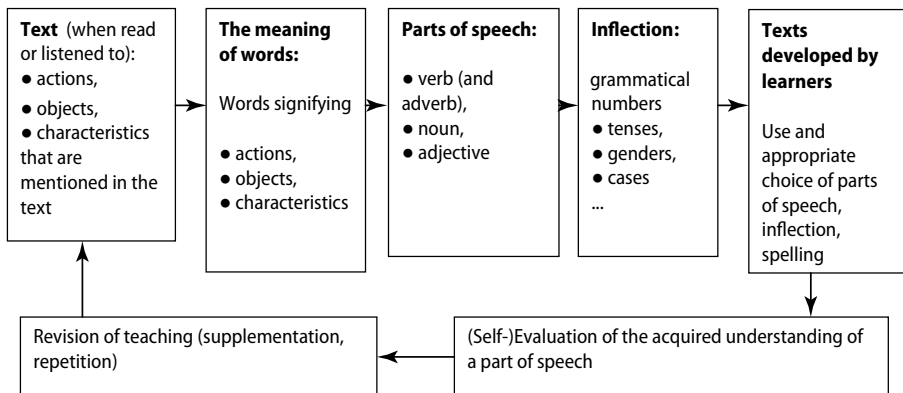 Text (when read
or listened to):
● actions,
● objects,
● characteristics
that are
mentioned in the
text
The meaning
of words:
Words signifying
● actions,
● objects,
● characteristics
Parts of speech:
● verb (and
adverb),
● noun,
● adjective
Inflection:
grammatical
numbers
● tenses,
● genders,
● cases
...
Texts
developed by
learners
Use and
appropriate
choice of parts
of speech,
inflection,
spelling
Revision of teaching (supplementation,
repetition)
(Self-)Evaluation of the acquired understanding of
a part of speech